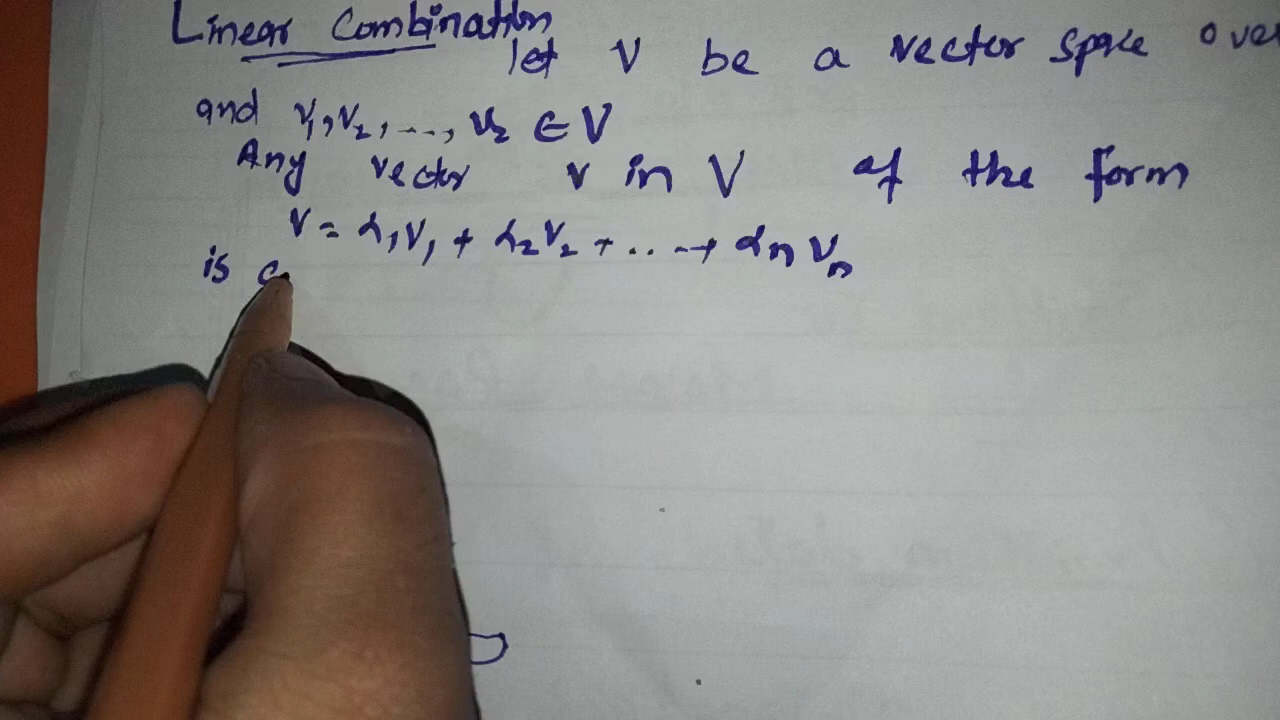 Linear Combination
let V be a vector space over
and v₁, v₂, ..., v₂ ∈ V
Any vector v in V of the form
v = α₁v₁ + α₂v₂ + ... + αₙvₙ
is c